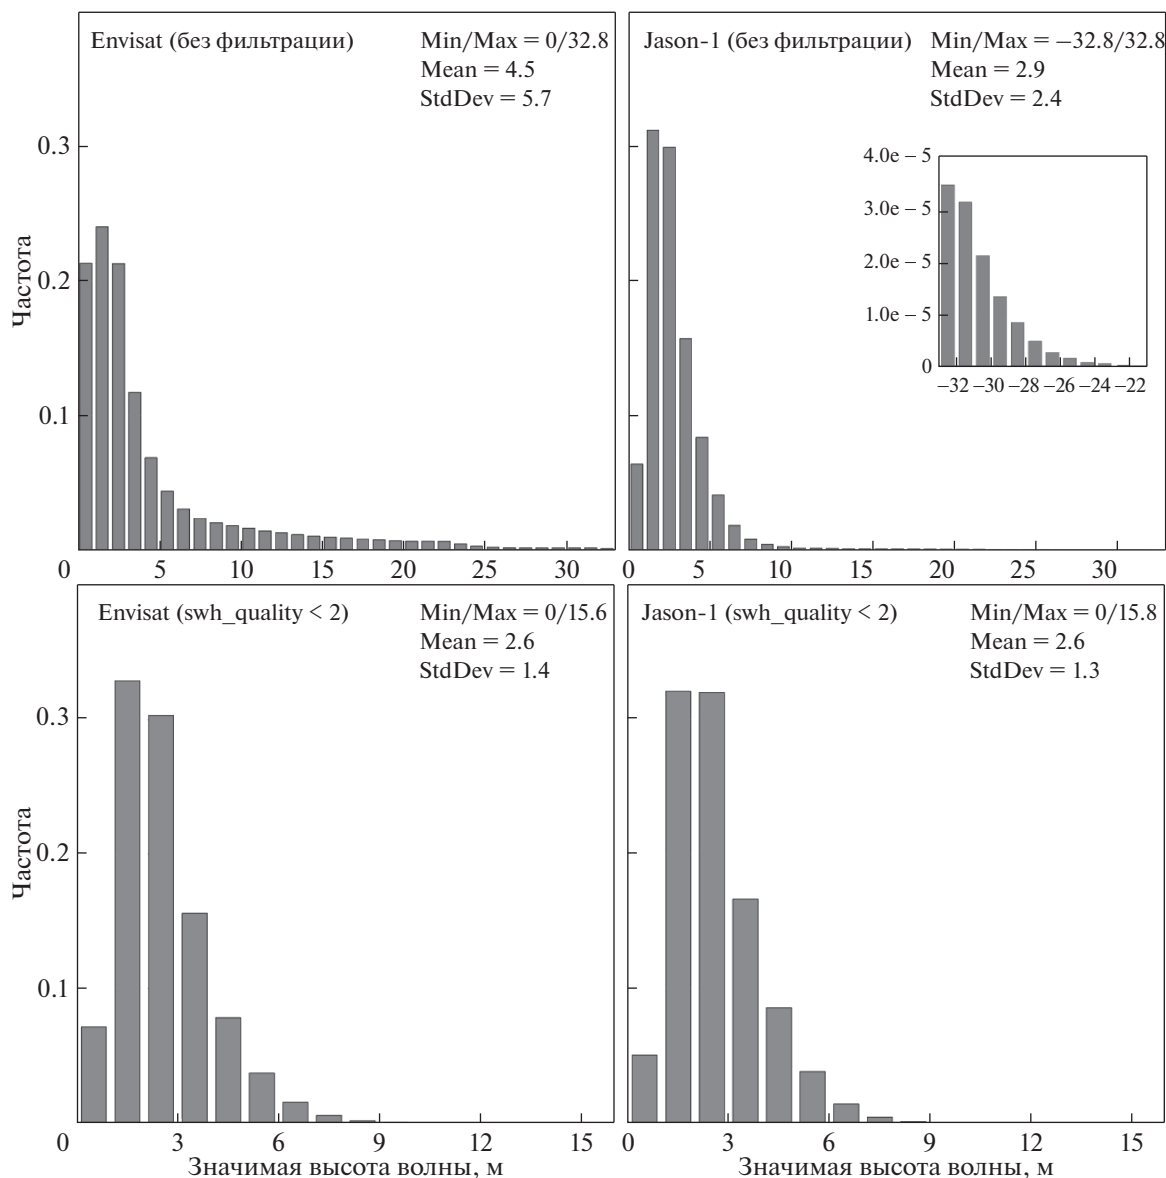 Envisat (без фильтрации)
Min/Max = 0/32.8
Mean = 4.5
StdDev = 5.7
Частота
0.3
0.2
0.1
0 5 10 15 20 25 30
Jason-1 (без фильтрации)
Min/Max = −32.8/32.8
Mean = 2.9
StdDev = 2.4
4.0e − 5
3.0e − 5
2.0e − 5
1.0e − 5
0
−32 −30 −28 −26 −24 −22
0 5 10 15 20 25 30
Envisat (swh_quality < 2)
Min/Max = 0/15.6
Mean = 2.6
StdDev = 1.4
Частота
0.3
0.2
0.1
0 3 6 9 12 15
Значимая высота волны, м
Jason-1 (swh_quality < 2)
Min/Max = 0/15.8
Mean = 2.6
StdDev = 1.3
0 3 6 9 12 15
Значимая высота волны, м